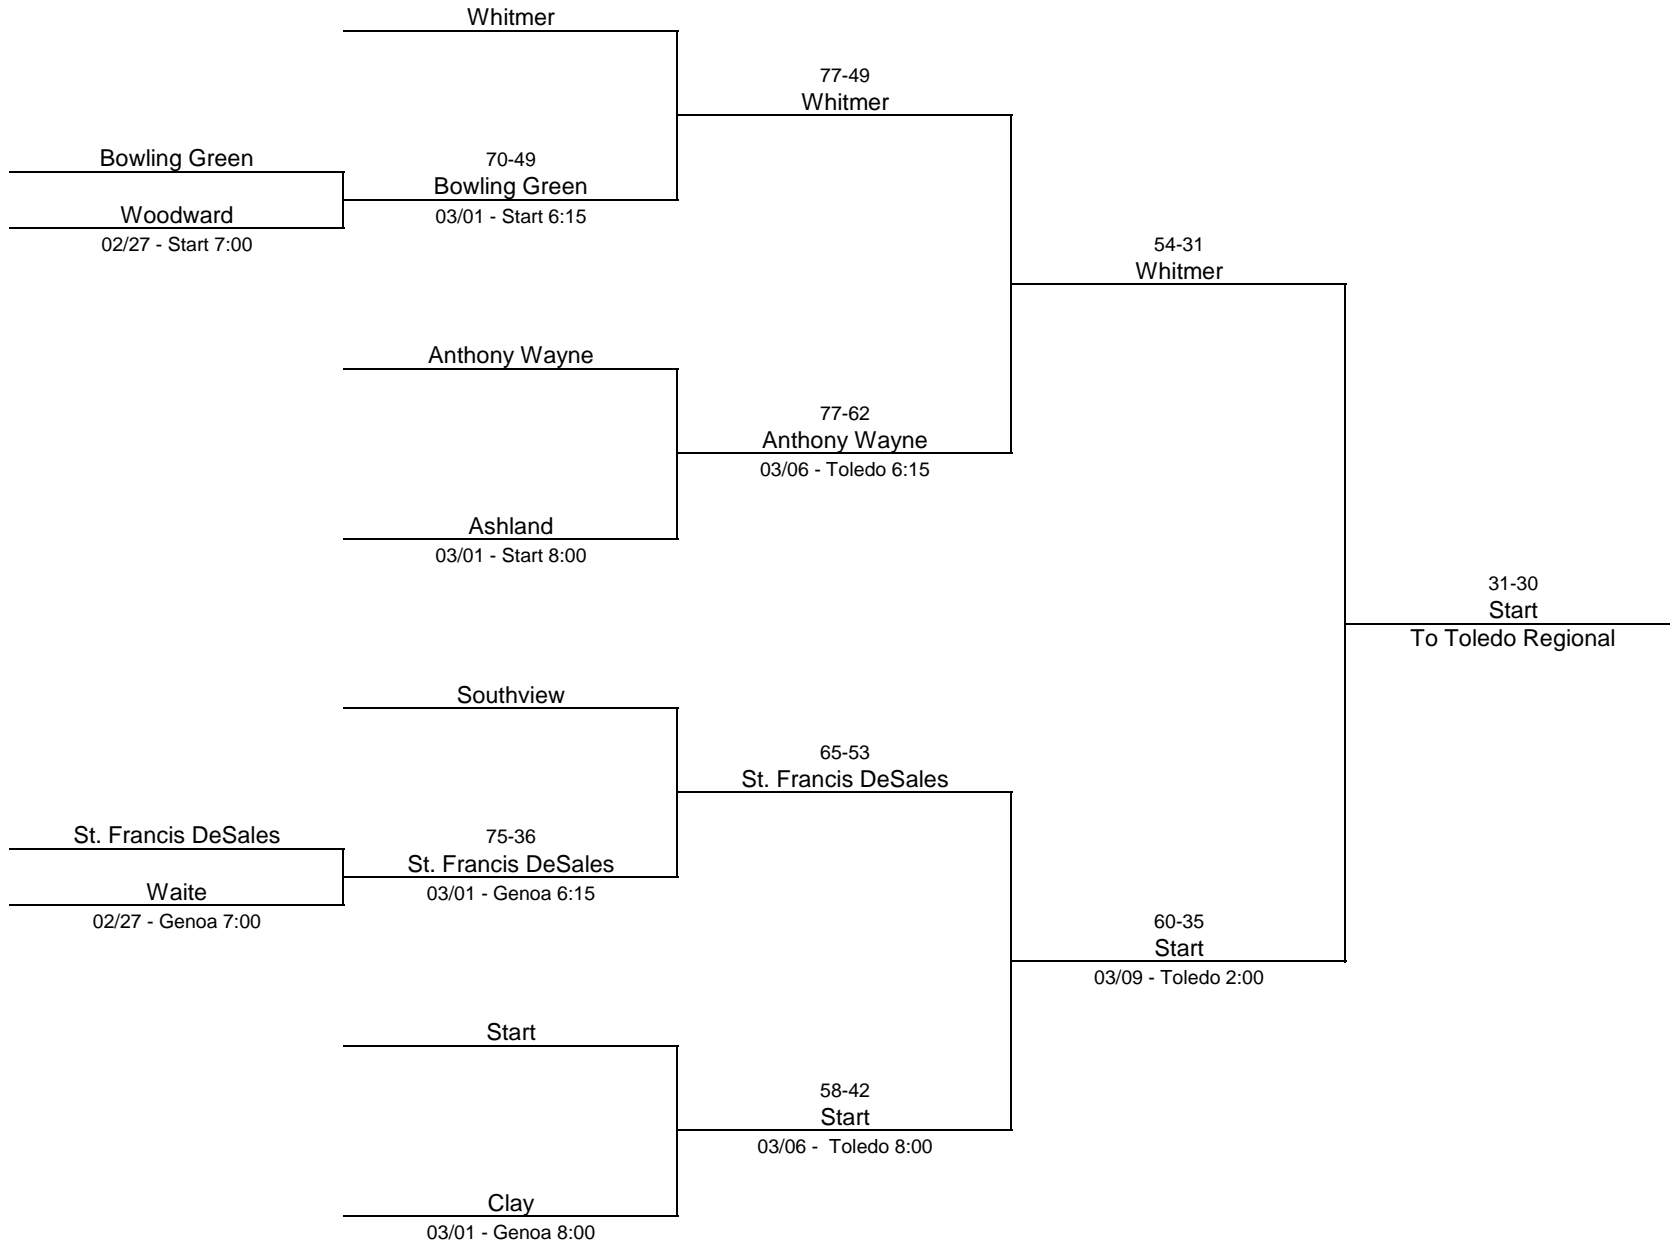 Whitmer
77-49
Whitmer
Bowling Green
70-49
Bowling Green
Woodward
03/01 - Start 6:15
02/27 - Start 7:00
54-31
Whitmer
Anthony Wayne
77-62
Anthony Wayne
03/06 - Toledo 6:15
Ashland
03/01 - Start 8:00
31-30
Start
To Toledo Regional
Southview
65-53
St. Francis DeSales
St. Francis DeSales
75-36
St. Francis DeSales
Waite
03/01 - Genoa 6:15
02/27 - Genoa 7:00
60-35
Start
03/09 - Toledo 2:00
Start
58-42
Start
03/06 -  Toledo 8:00
Clay
03/01 - Genoa 8:00